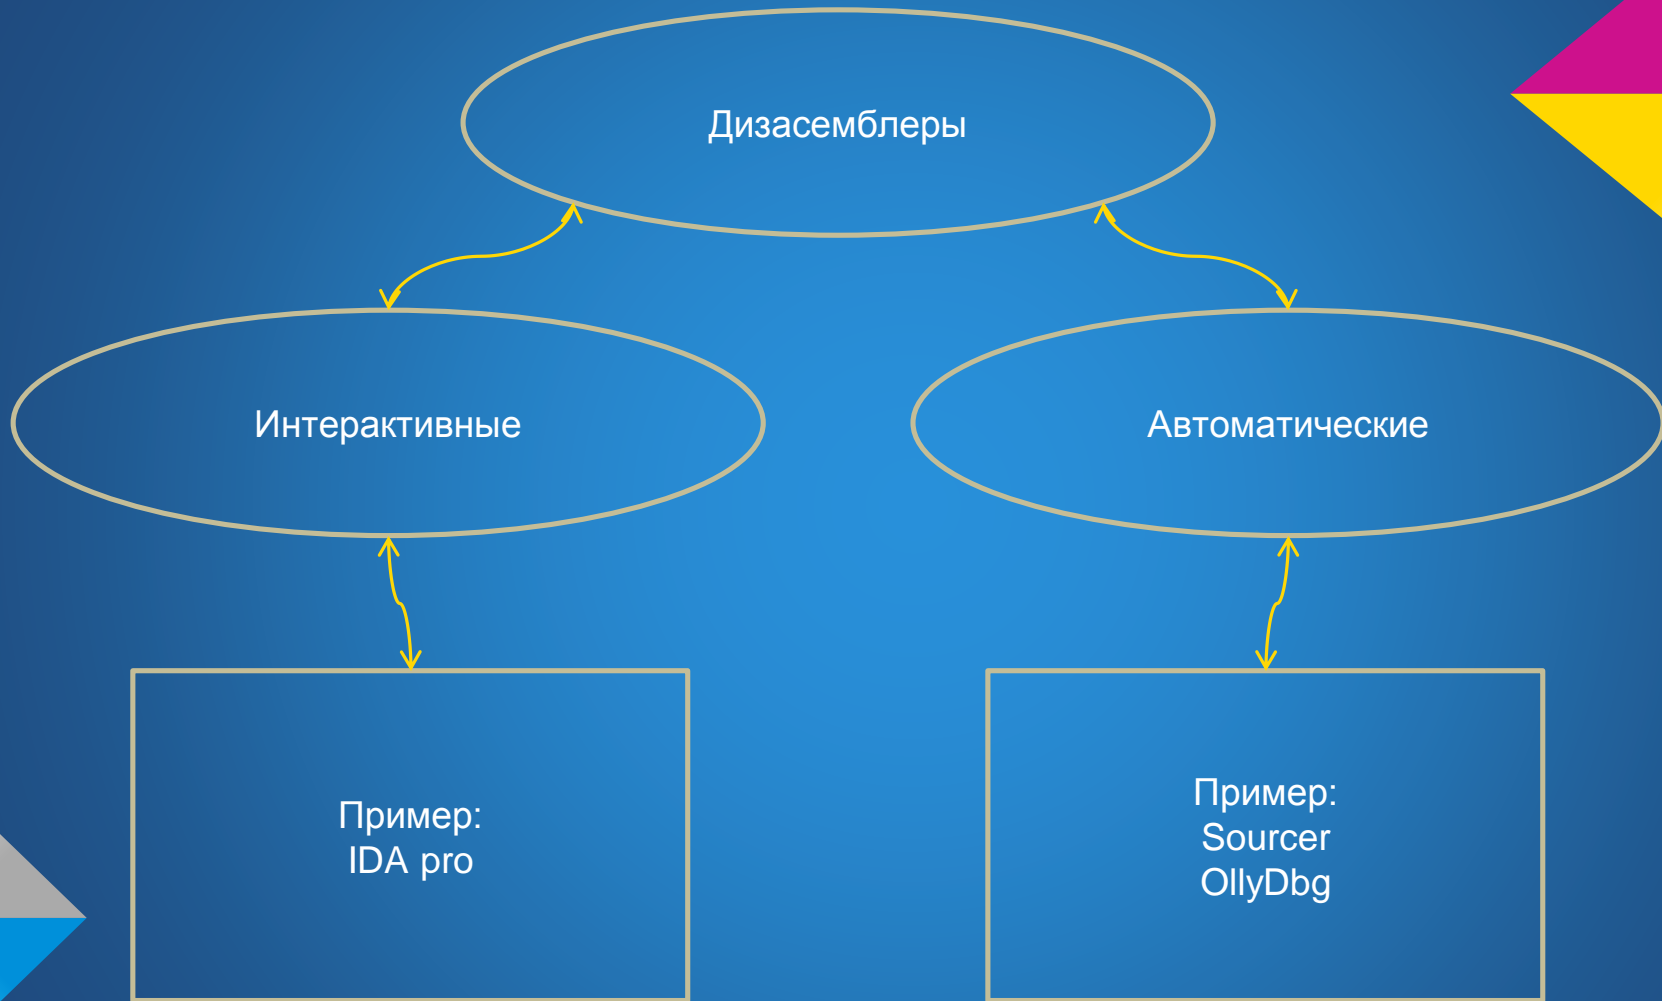 Дизасемблеры
Интерактивные
Автоматические
Пример:
IDA pro
Пример:
Sourcer
OllyDbg